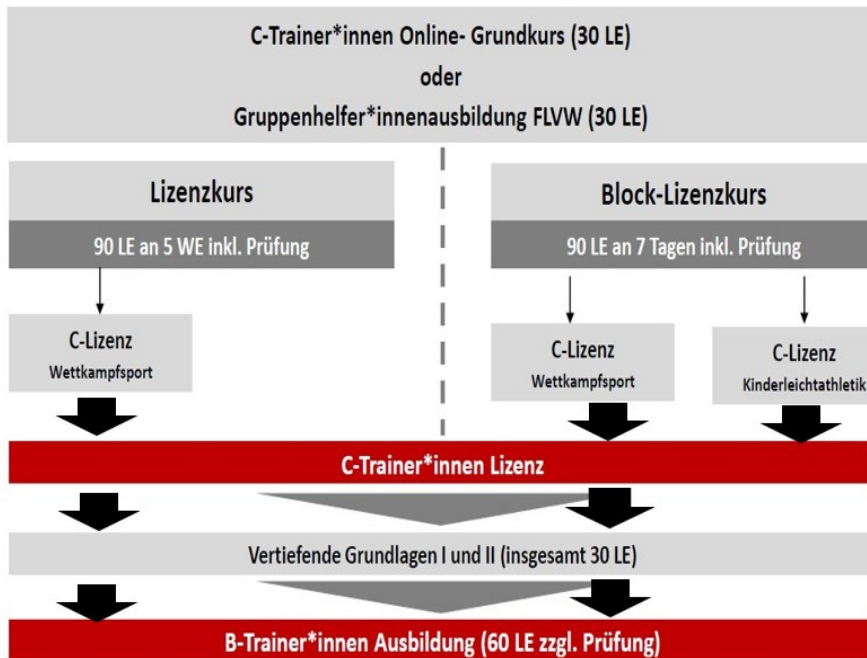 C-Trainer*innen Online- Grundkurs (30 LE)
oder
Gruppenhelfer*innenausbildung FLVW (30 LE)
Lizenzkurs
90 LE an 5 WE inkl. Prüfung
C-Lizenz
Wettkampfsport
Block-Lizenzkurs
90 LE an 7 Tagen inkl. Prüfung
C-Lizenz
Wettkampfsport
C-Lizenz
Kinderleichtathletik
C-Trainer*innen Lizenz
Vertiefende Grundlagen I und II (insgesamt 30 LE)
B-Trainer*innen Ausbildung (60 LE zzgl. Prüfung)